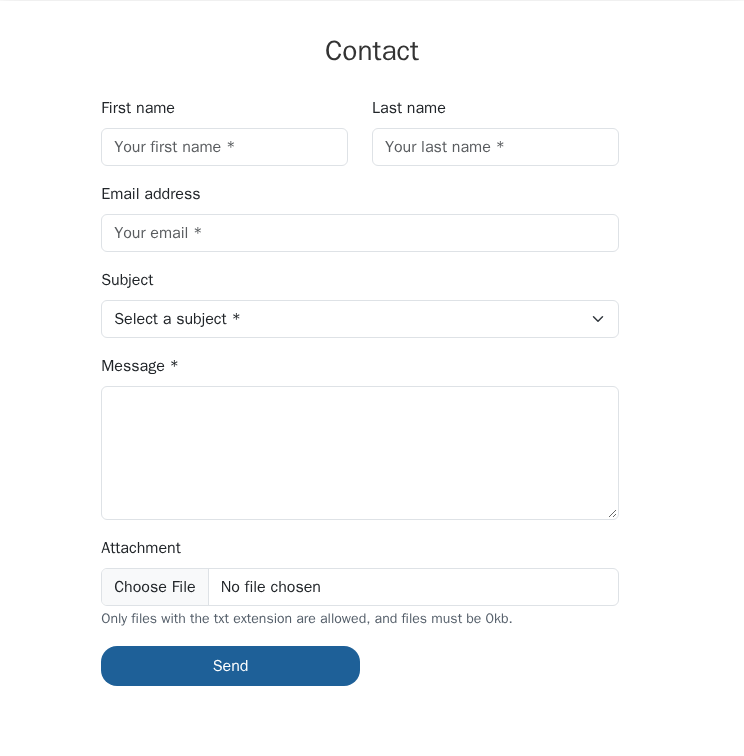 Contact
First name Last name
Your first name * Your last name *
Email address
Your email *
Subject
Select a subject *
Message *
Attachment
Choose File No file chosen
Only files with the txt extension are allowed, and files must be 0kb.
Send